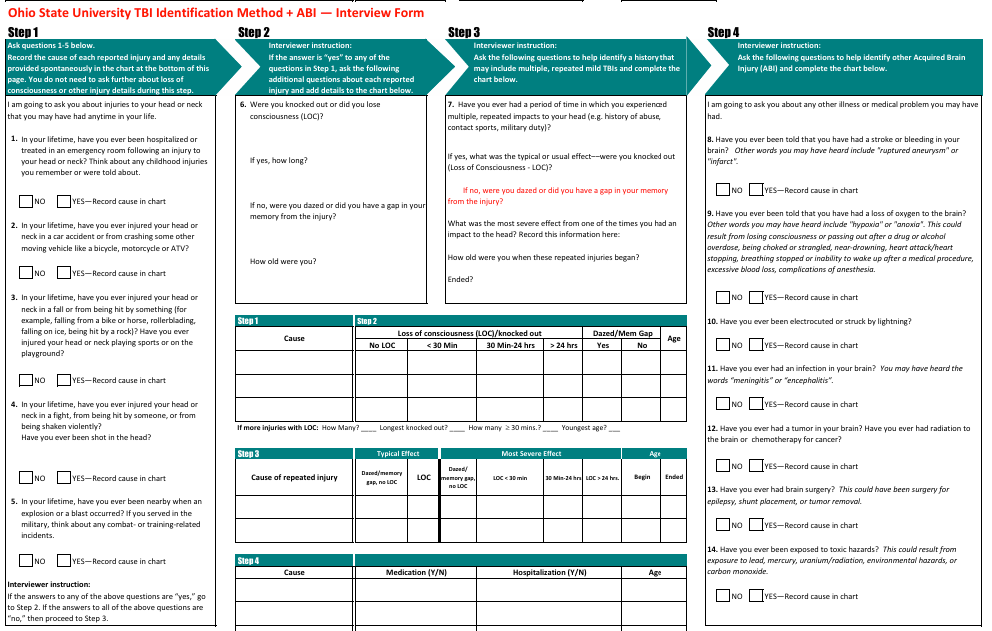 Ohio State University TBI Identification Method + ABI — Interview Form
Step 1
Ask questions 1-5 below.
Record the cause of each reported injury and any details
provided spontaneously in the chart at the bottom of this
page. You do not need to ask further about loss of
consciousness or injury details during this step.
I am going to ask you about injuries to your head or neck
that you may have had anytime in your life.
1. In your lifetime, have you ever been hospitalized or
treated in an emergency room following an injury to
your head or neck? Think about any childhood injuries
you remember or were told about.
NO YES—Record cause in chart
2. In your lifetime, have you ever injured your head or neck
in a car accident or from crashing some other
moving vehicle like a bicycle, motorcycle or ATV?
NO YES—Record cause in chart
3. In your lifetime, have you ever injured your head or
neck in a fall or from being hit by something (for
example, falling from a bike or horse, rollerblading,
falling on ice, being hit by a rock)? Have you ever
injured your head or neck playing sports or on the
playground?
NO YES—Record cause in chart
4. In your lifetime, have you ever injured your head or
neck in a fight, from being hit by someone, or from
being shaken violently?
Have you ever been shot in the head?
NO YES—Record cause in chart
5. In your lifetime, have you ever been nearby when an
explosion or a blast occurred? If you served in the
military, think about any combat- or training-related
incidents.
NO YES—Record cause in chart
Interviewer instruction:
If the answers to any of the above questions are "yes," go
to Step 2. If the answers to all of the above questions are
"no," then proceed to Step 3.
Step 2
Interviewer instruction:
If the answer is "yes" to any of the
questions in Step 1, ask the following
additional questions about each reported
injury and add details to the chart below.
6. Were you knocked out or did you lose
consciousness (LOC)?
If yes, how long?
If no, were you dazed or did you have a gap in your
memory from the injury?
How old were you?
Step 3
Interviewer instruction:
Ask the following questions to help identify a history that
may include multiple, repeated mild TBIs and complete the
chart below.
7. Have you ever had a period of time in which you experienced
multiple, repeated impacts to your head (e.g. history of abuse,
contact sports, military duty)?
If yes, what was the typical or usual effect—were you knocked out
(Loss of Consciousness - LOC)?
If no, were you dazed or did you have a gap in your memory
from the injury?
What was the most severe effect from one of the times you had an
impact to the head? Record this information here:
How old were you when these repeated injuries began?
Ended?
Step 1 Step 2
Cause Loss of consciousness (LOC)/knocked out Dazed/Mem Gap Age
No LOC < 30 Min 30 Min-24 hrs > 24 hrs Yes No
If more injuries with LOC: How Many? ____ Longest knocked out? ____ How many ≥ 30 mins.? ____ Youngest age? ___
Step 3 Typical Effect Most Severe Effect Age
Cause of repeated injury Dazed/memory gap, no LOC LOC Dazed/ memory gap, no LOC LOC < 30 min 30 Min-24 hrs LOC > 24 hrs. Begin Ended
Step 4
Cause Medication (Y/N) Hospitalization (Y/N) Age
Step 4
Interviewer instruction:
Ask the following questions to help identify other Acquired Brain
Injury (ABI) and complete the chart below.
I am going to ask you about any other illness or medical problem you may have
had.
8. Have you ever been told that you have had a stroke or bleeding in your
brain? Other words you may have heard include "ruptured aneurysm" or
"infarct".
NO YES—Record cause in chart
9. Have you ever been told that you have had a loss of oxygen to the brain?
Other words you may have heard include "hypoxia" or "anoxia". This could
result from losing consciousness or passing out after a drug or alcohol
overdose, being choked or strangled, near-drowning, heart attack/heart
stopping, breathing stopped or inability to wake up after a medical procedure,
excessive blood loss, complications of anesthesia.
NO YES—Record cause in chart
10. Have you ever been electrocuted or struck by lightning?
NO YES—Record cause in chart
11. Have you ever had an infection in your brain? You may have heard the
words "meningitis" or "encephalitis".
NO YES—Record cause in chart
12. Have you ever had a tumor in your brain? Have you ever had radiation to
the brain or chemotherapy for cancer?
NO YES—Record cause in chart
13. Have you ever had brain surgery? This could have been surgery for
epilepsy, shunt placement, or tumor removal.
NO YES—Record cause in chart
14. Have you ever been exposed to toxic hazards? This could result from
exposure to lead, mercury, uranium/radiation, environmental hazards, or
carbon monoxide.
NO YES—Record cause in chart